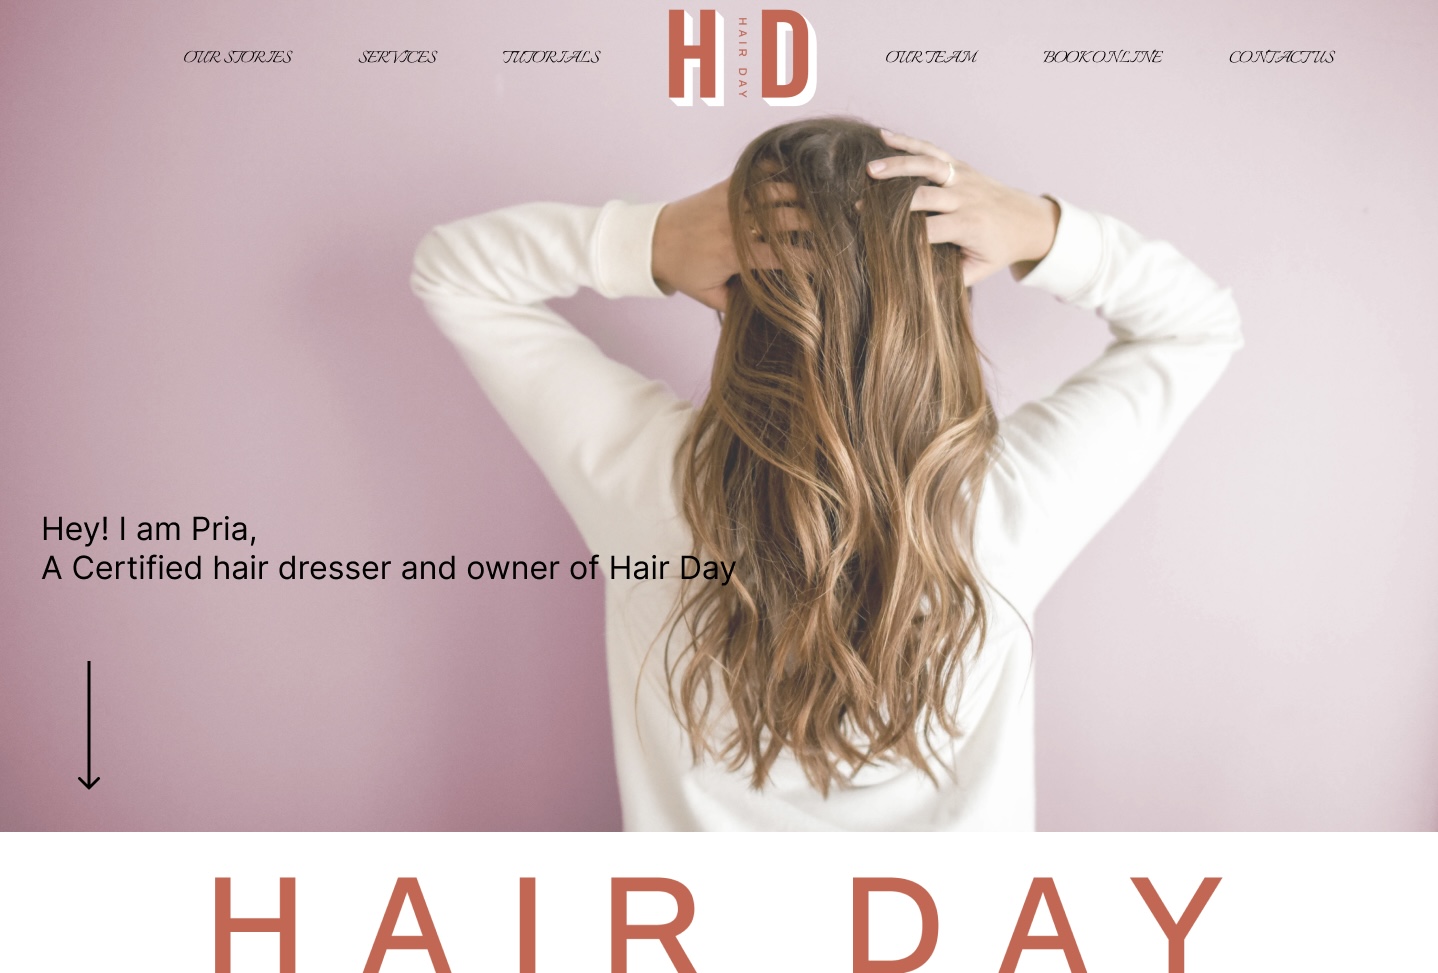 OUR STORIES
SERVICES
TUTORIALS
HD
HAIR DAY
OUR TEAM
BOOK ONLINE
CONTACT US
Hey! I am Pria,
A Certified hair dresser and owner of Hair Day
HAIR DAY